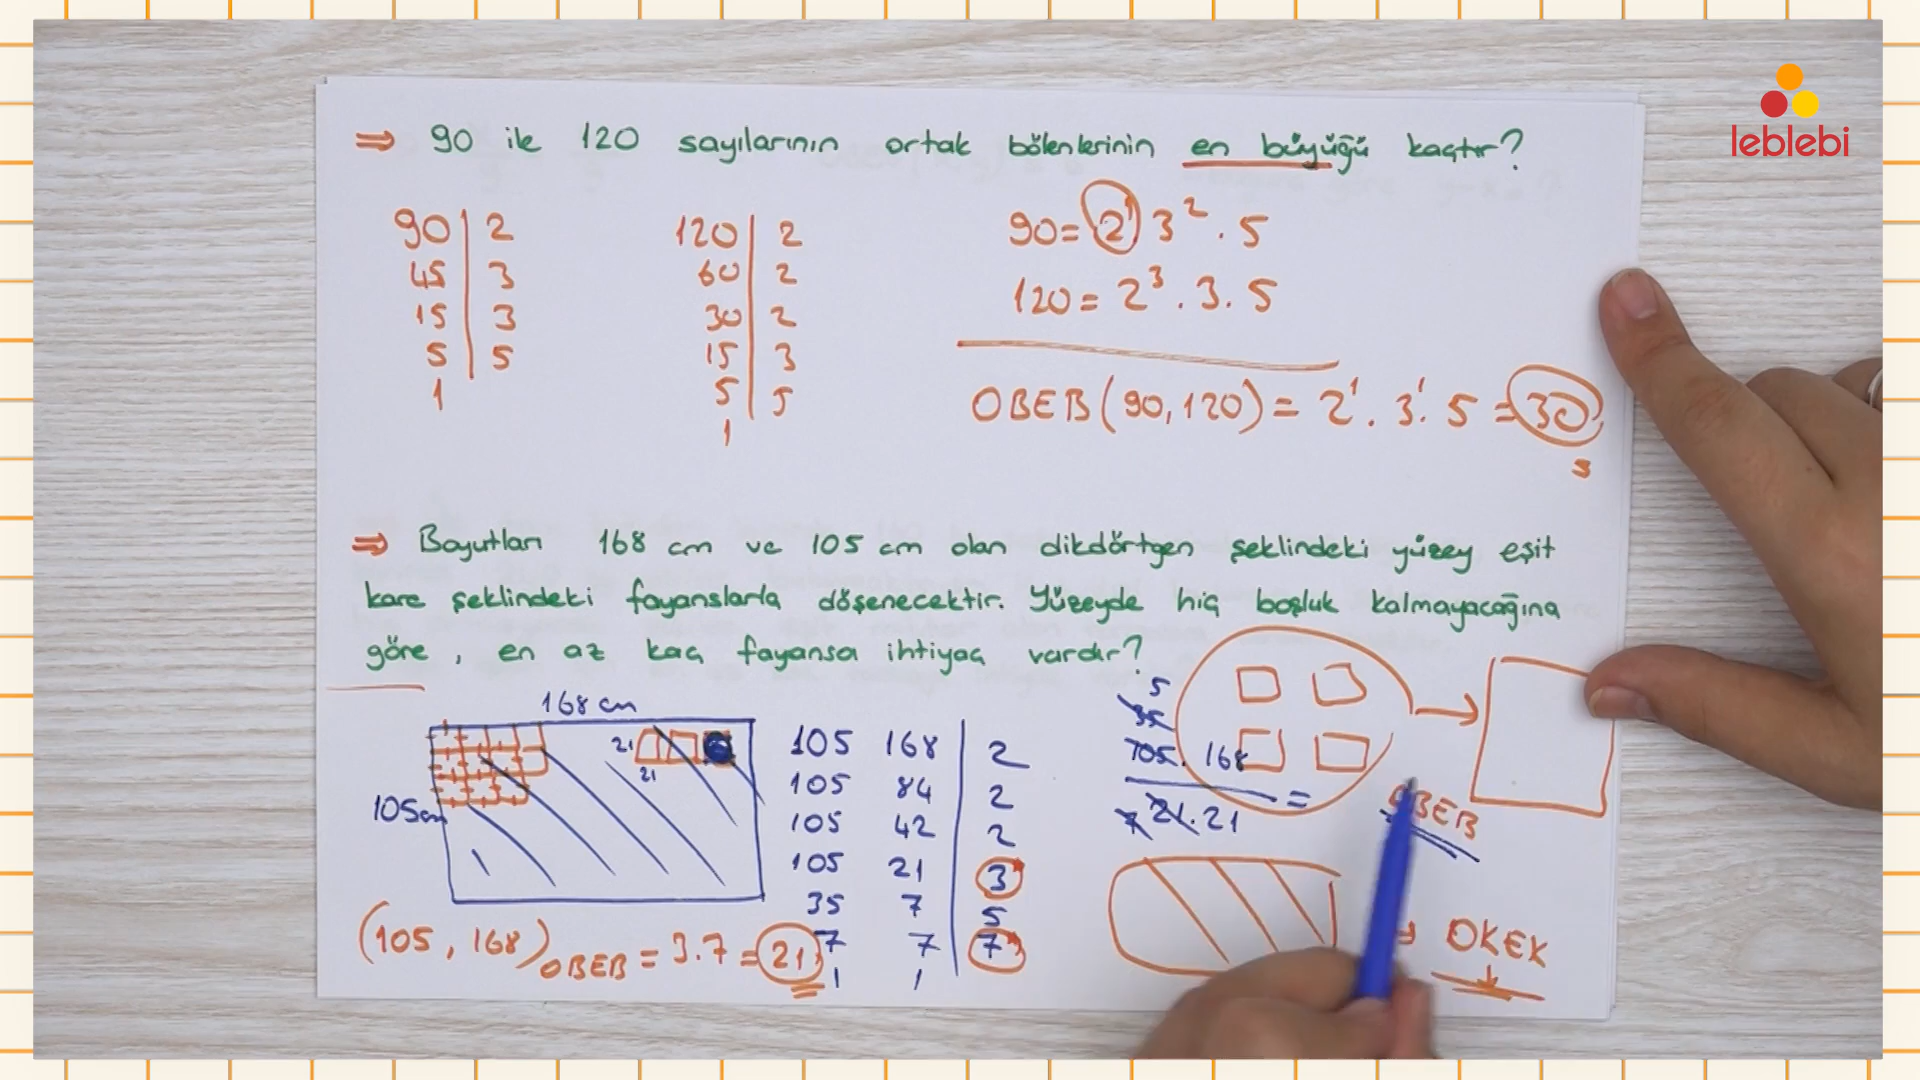 leblebi
⇒ 90 ile 120 sayılarının ortak bölenlerinin en büyüğü kaçtır?
90 | 2
45 | 3
15 | 3
5 | 5
1
120 | 2
60 | 2
30 | 2
15 | 3
5 | 5
1
90 = 2¹ 3² . 5
120 = 2³ . 3 . 5
OBEB (90, 120) = 2¹ . 3¹ . 5 = 30
⇒ Boyutları 168 cm ve 105 cm olan dikdörtgen şeklindeki yüzey eşit
kare şeklindeki fayanslarla döşenecektir. Yüzeyde hiç boşluk kalmayacağına
göre, en az kaç fayansa ihtiyaç vardır?
168 cm
105 cm
21
21
105 168 | 2
105 84 | 2
105 42 | 2
105 21 | 3
35 7 | 5
7 7 | 7
1 1
(105, 168) OBEB = 3.7 = 21
5
35
105 . 168
21 . 21 =
7
OBEB
OKEK